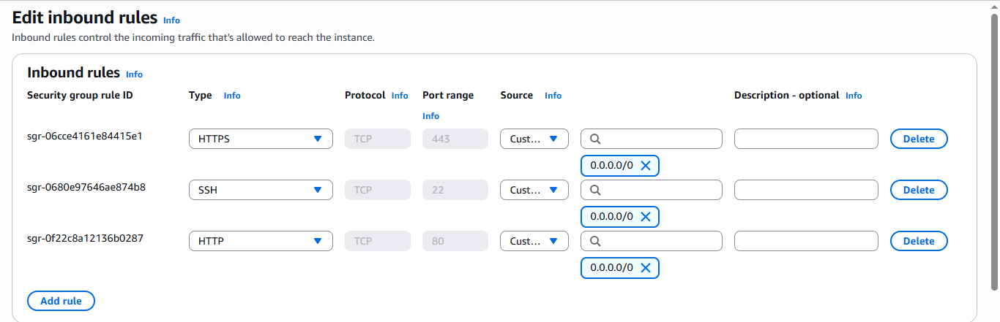 Edit inbound rules Info
Inbound rules control the incoming traffic that's allowed to reach the instance.
Inbound rules Info
Security group rule ID Type Info Protocol Info Port range Info Source Info Description - optional Info
sgr-06cce4161e84415e1 HTTPS TCP 443 Cust... Delete
0.0.0.0/0
sgr-0680e97646ae874b8 SSH TCP 22 Cust... Delete
0.0.0.0/0
sgr-0f22c8a12136b0287 HTTP TCP 80 Cust... Delete
0.0.0.0/0
Add rule